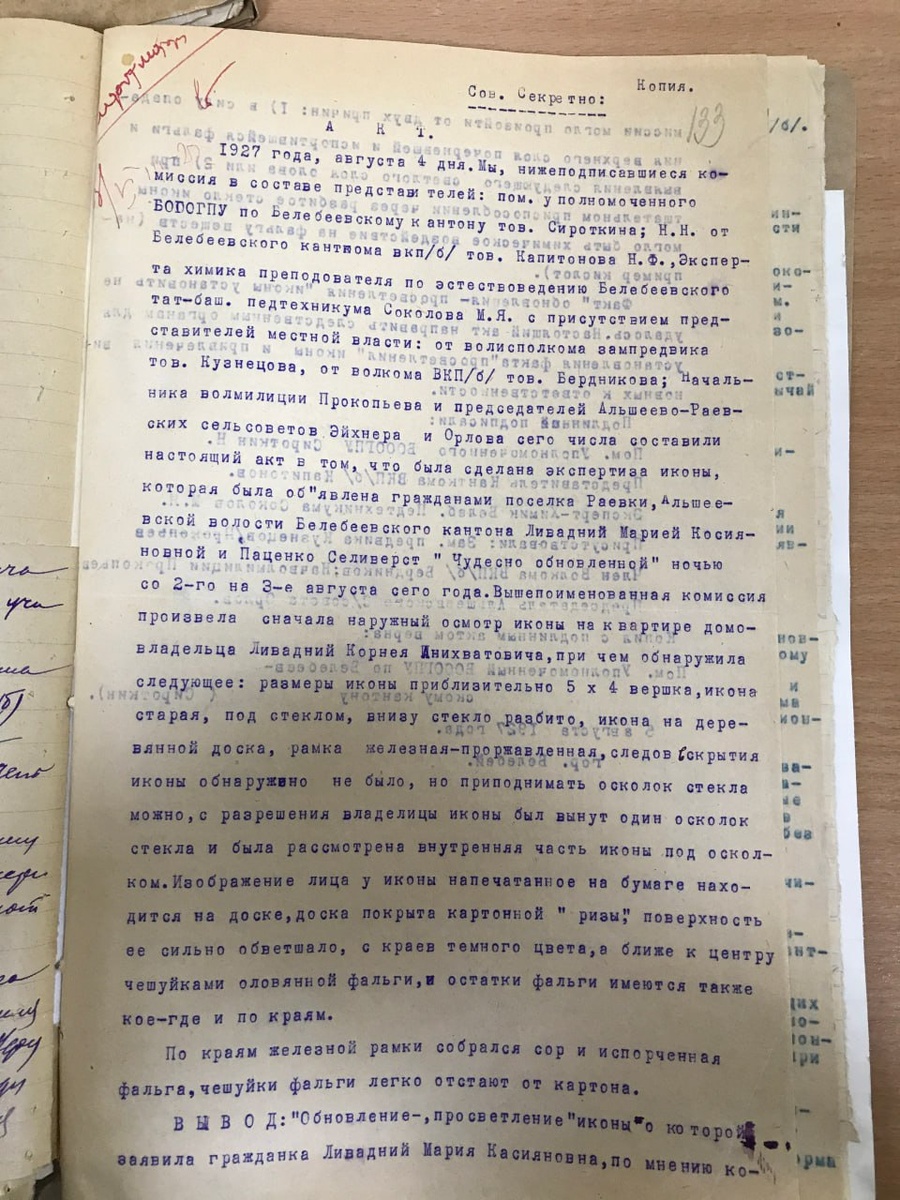 Копия.
Сов. Секретно:
133
А К Т.
1927 года, августа 4 дня.Мы, нижеподписавшиеся ко-
миссия в составе представителей: пом. уполномоченного
БОООГПУ по Белебеевскому кантону тов. Сироткина; Н.Н. от
Белебеевского канткома вкп/б/ тов. Капитонова Н.Ф.,Экспер-
та химика преподавателя по эстествоведению Белебеевского
тат-баш. педтехникума Соколова М.Я. с присутствием пред-
ставителей местной власти: от волисполкома зампредвика
тов. Кузнецова, от волкома ВКП/б/ тов. Бердникова; Началь-
ника волмилиции Прокопьева и председателей Альшеево-Раев-
ских сельсоветов Эйхнера и Орлова сего числа составили
настоящий акт в том, что была сделана экспертиза иконы,
которая была об"явлена гражданами поселка Раевки,Альшее-
вской волости Белебеевского кантона Ливадний Марией Косия-
новной и Паценко Селиверст " Чудесно обновленной" ночью
со 2-го на 3-е августа сего года.Вышепоименованная комиссия
произвела сначала наружный осмотр иконы на квартире домо-
владельца Ливадний Корнея Инихватовича,при чем обнаружила
следующее: размеры иконы приблизительно 5 х 4 вершка,икона
старая, под стеклом, внизу стекло разбито, икона на дере-
вянной доска, рамка железная-проржавленная,следов вскрытия
иконы обнаружено не было, но приподнимать осколок стекла
можно,с разрешения владелицы иконы был вынут один осколок
стекла и была рассмотрена внутренняя часть иконы под оскол-
ком.Изображение лица у иконы напечатанное на бумаге нахо-
дится на доске,доска покрыта картонной " ризы," поверхность
ее сильно обветшало, с краев темного цвета,а ближе к центру
чешуйками оловянной фальги,и остатки фальги имеются также
кое-где и по краям.
По краям железной рамки собрался сор и испорченная
фальга,чешуйки фальги легко отстают от картона.
В Ы В О Д:"Обновление-,просветление"иконы"о которой
заявила гражданка Ливадний Мария Касияновна,по мнению ко-